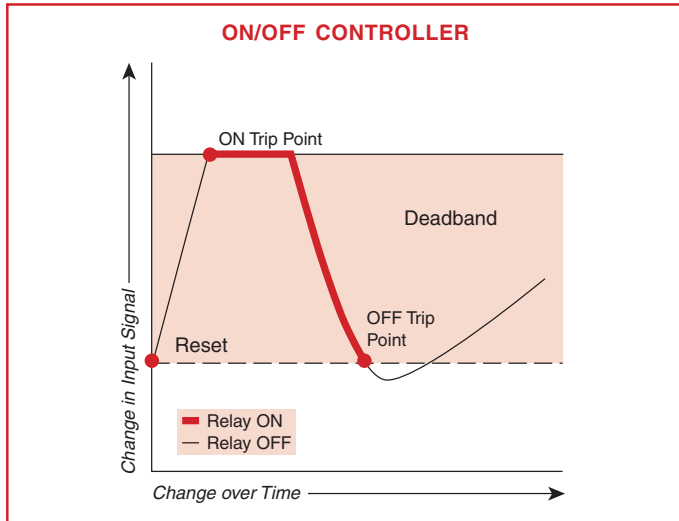 ON/OFF CONTROLLER
ON Trip Point
Deadband
OFF Trip
Point
Reset
Relay ON
Relay OFF
Change in Input Signal
Change over Time